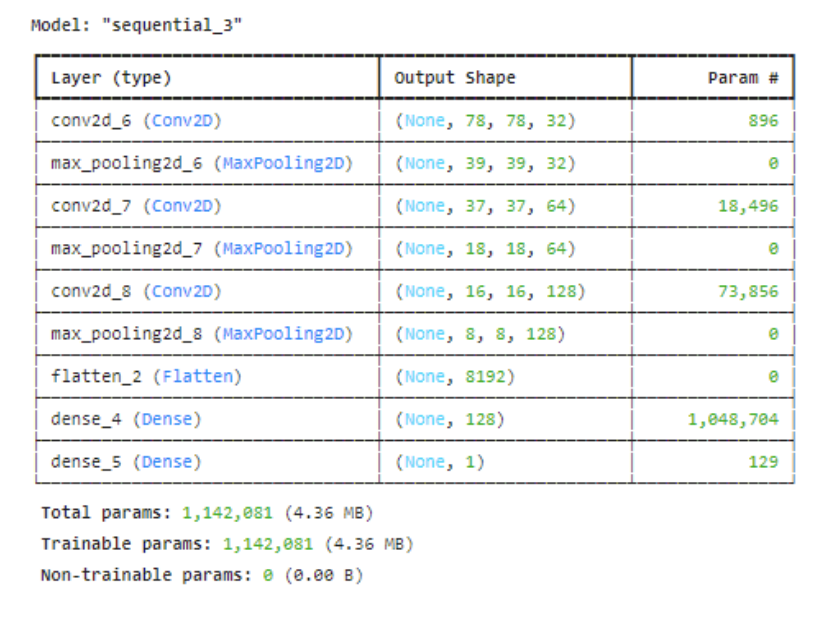 Model: "sequential_3"
Layer (type) Output Shape Param #
conv2d_6 (Conv2D) (None, 78, 78, 32) 896
max_pooling2d_6 (MaxPooling2D) (None, 39, 39, 32) 0
conv2d_7 (Conv2D) (None, 37, 37, 64) 18,496
max_pooling2d_7 (MaxPooling2D) (None, 18, 18, 64) 0
conv2d_8 (Conv2D) (None, 16, 16, 128) 73,856
max_pooling2d_8 (MaxPooling2D) (None, 8, 8, 128) 0
flatten_2 (Flatten) (None, 8192) 0
dense_4 (Dense) (None, 128) 1,048,704
dense_5 (Dense) (None, 1) 129
Total params: 1,142,081 (4.36 MB)
Trainable params: 1,142,081 (4.36 MB)
Non-trainable params: 0 (0.00 B)